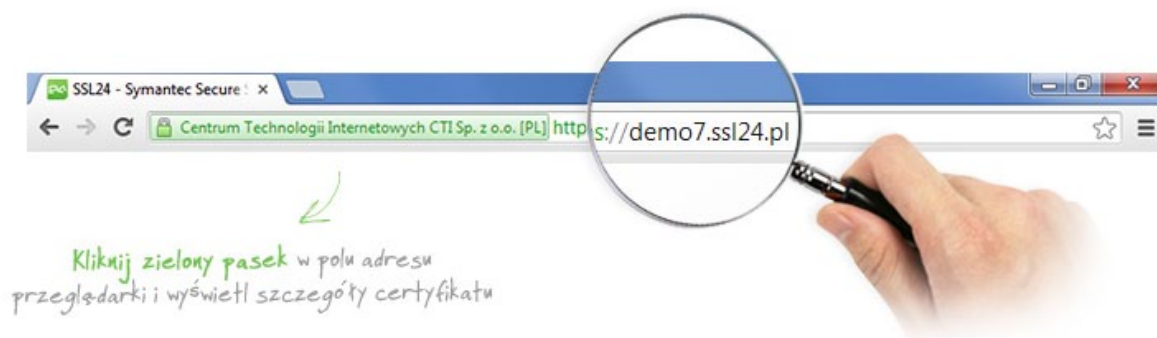 SSL24 - Symantec Secure S
Centrum Technologii Internetowych CTI Sp. z o.o. [PL] https://demo7.ssl24.pl
Kliknij zielony pasek w polu adresu
przeglądarki i wyświetl szczegóły certyfikatu